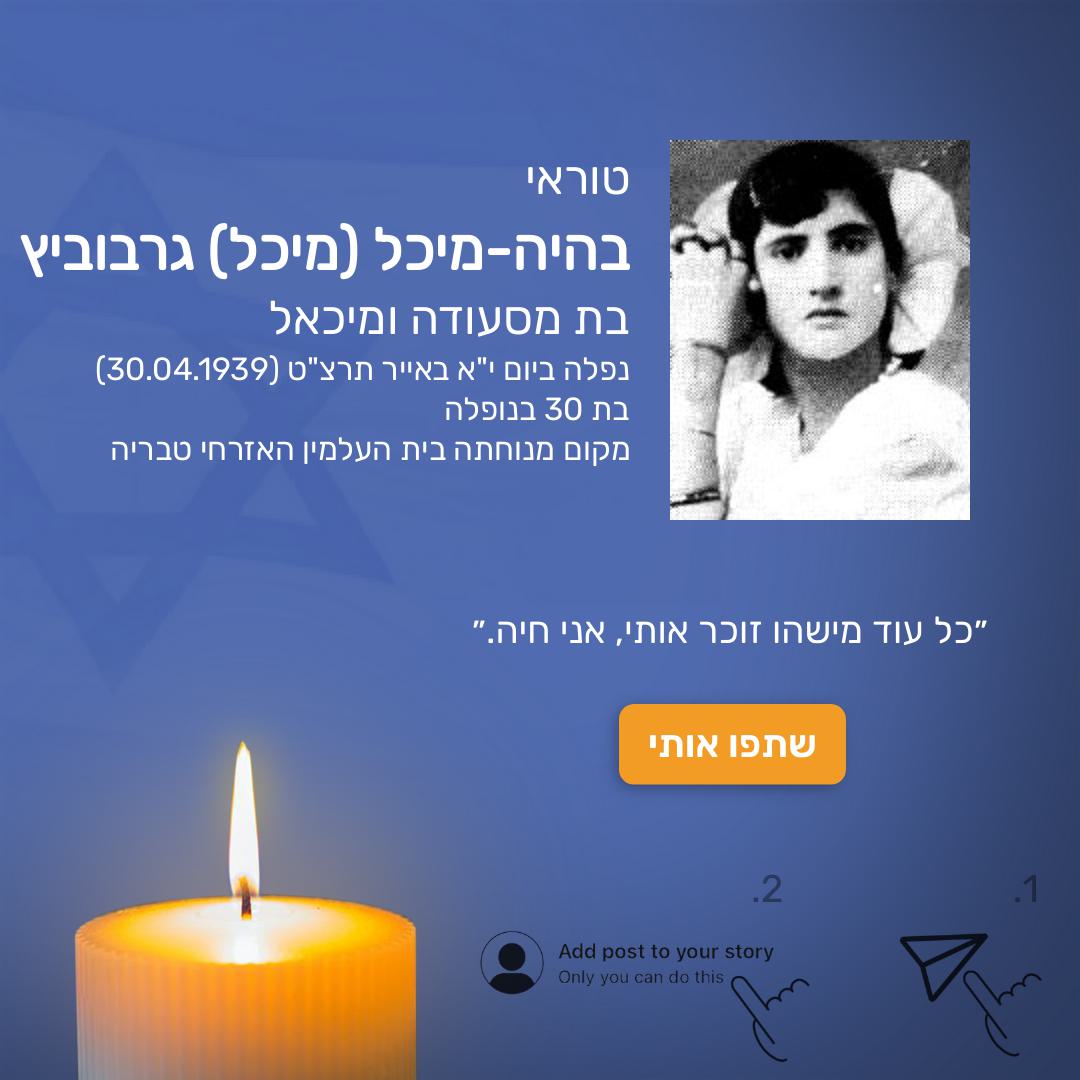 טוראי
בהיה-מיכל (מיכל) גרבוביץ
בת מסעודה ומיכאל
נפלה ביום י"א באייר תרצ"ט (30.04.1939)
בת 30 בנופלה
מקום מנוחתה בית העלמין האזרחי טבריה
״כל עוד מישהו זוכר אותי, אני חיה.״
שתפו אותי
1.
2.
Add post to your story
Only you can do this